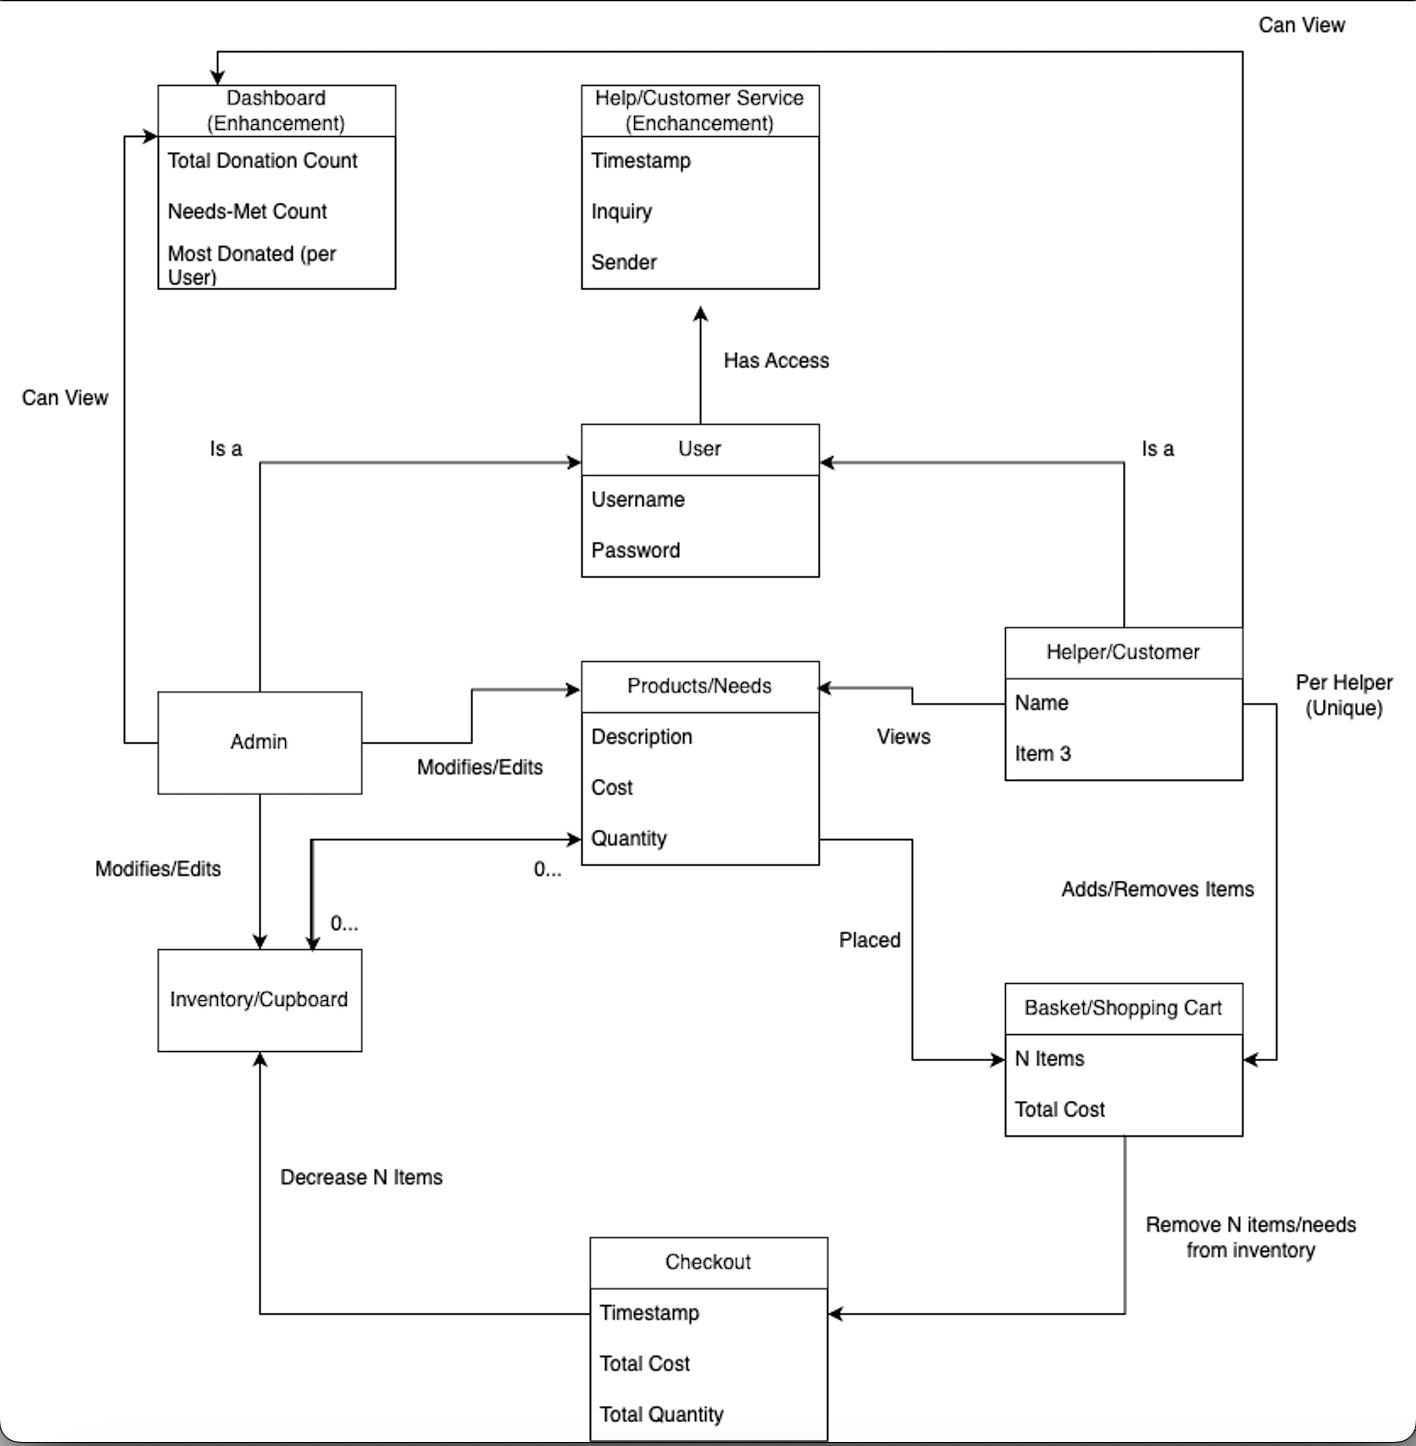 Can View
Dashboard
(Enhancement)
Total Donation Count
Needs-Met Count
Most Donated (per
User)
Help/Customer Service
(Enchancement)
Timestamp
Inquiry
Sender
Has Access
Can View
Is a
User
Username
Password
Is a
Helper/Customer
Name
Item 3
Per Helper
(Unique)
Products/Needs
Description
Cost
Quantity
Views
Admin
Modifies/Edits
Modifies/Edits
0...
0...
Adds/Removes Items
Placed
Inventory/Cupboard
Basket/Shopping Cart
N Items
Total Cost
Decrease N Items
Remove N items/needs
from inventory
Checkout
Timestamp
Total Cost
Total Quantity